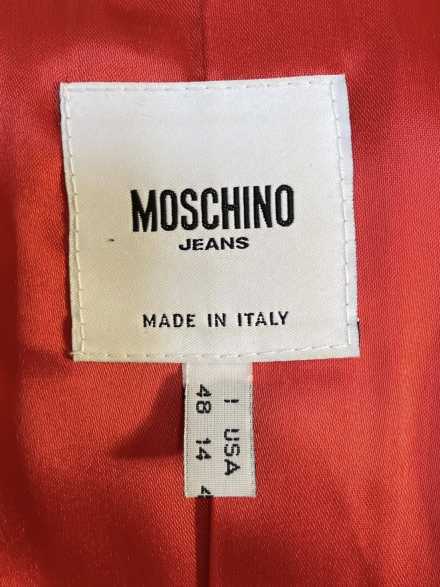 MOSCHINO
JEANS
MADE IN ITALY
I USA
48 14